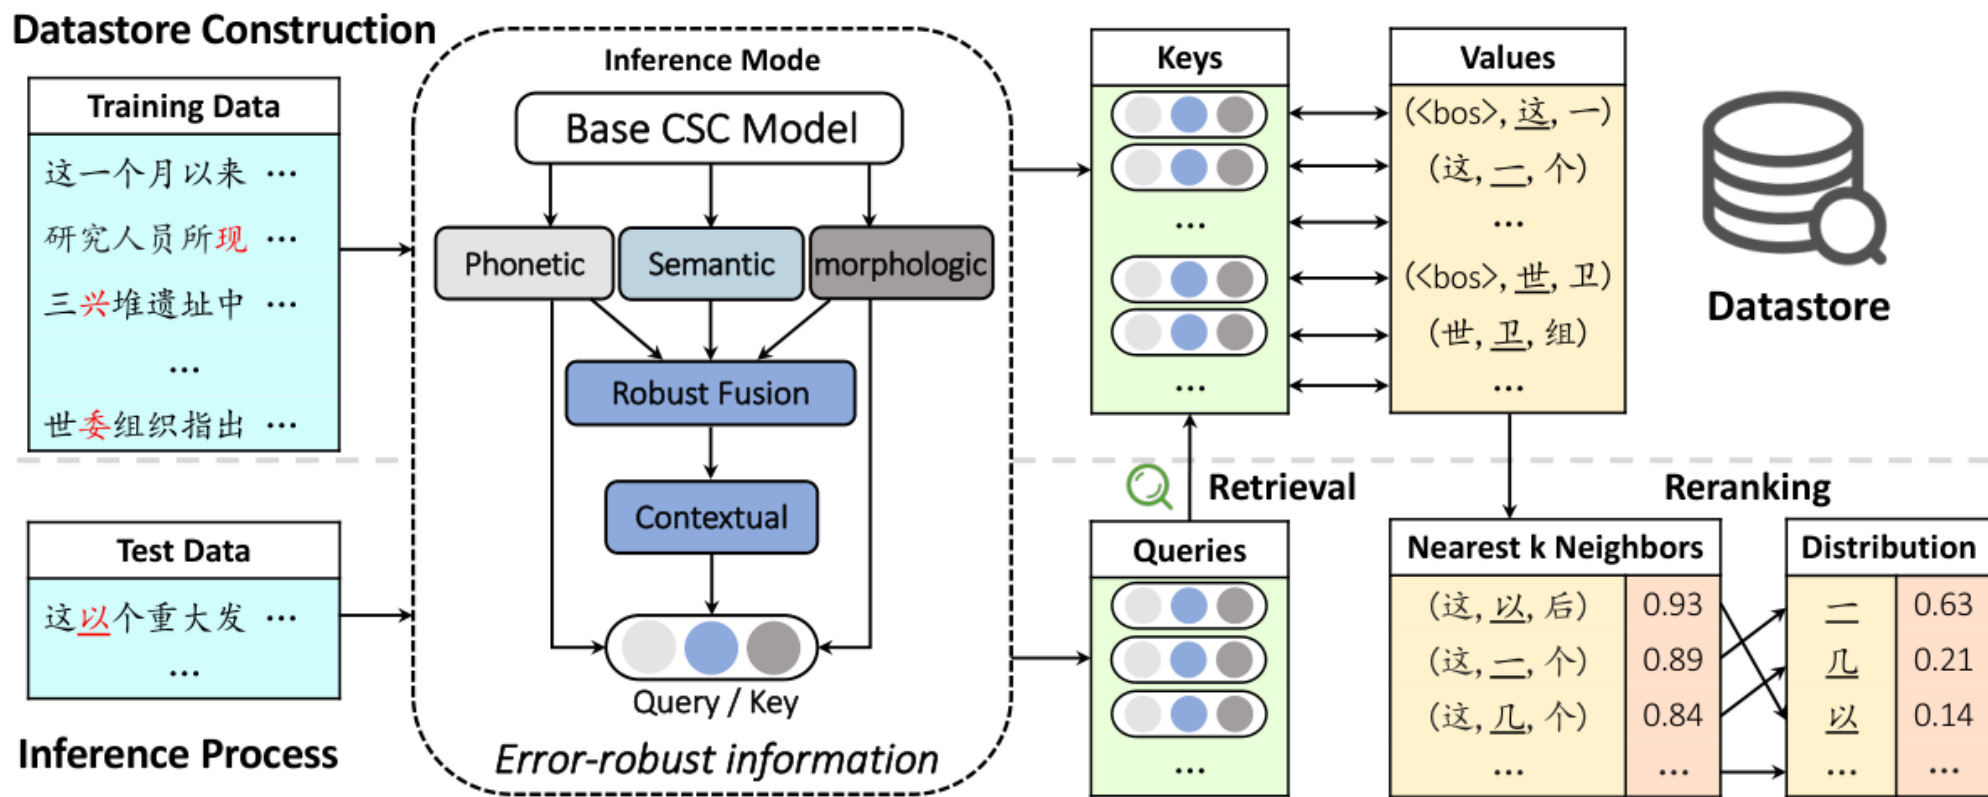 Datastore Construction
Training Data
这一个月以来 ...
研究人员所现 ...
三兴堆遗址中 ...
...
世委组织指出 ...
Test Data
这以个重大发 ...
...
Inference Process
Inference Mode
Base CSC Model
Phonetic
Semantic
morphologic
Robust Fusion
Contextual
Query / Key
Error-robust information
Keys
...
...
Values
(<bos>, 这, 一)
(这, 一, 个)
...
(<bos>, 世, 卫)
(世, 卫, 组)
...
Datastore
Retrieval
Reranking
Queries
...
Nearest k Neighbors
(这, 以, 后) 0.93
(这, 一, 个) 0.89
(这, 几, 个) 0.84
... ...
Distribution
一 0.63
几 0.21
以 0.14
... ...